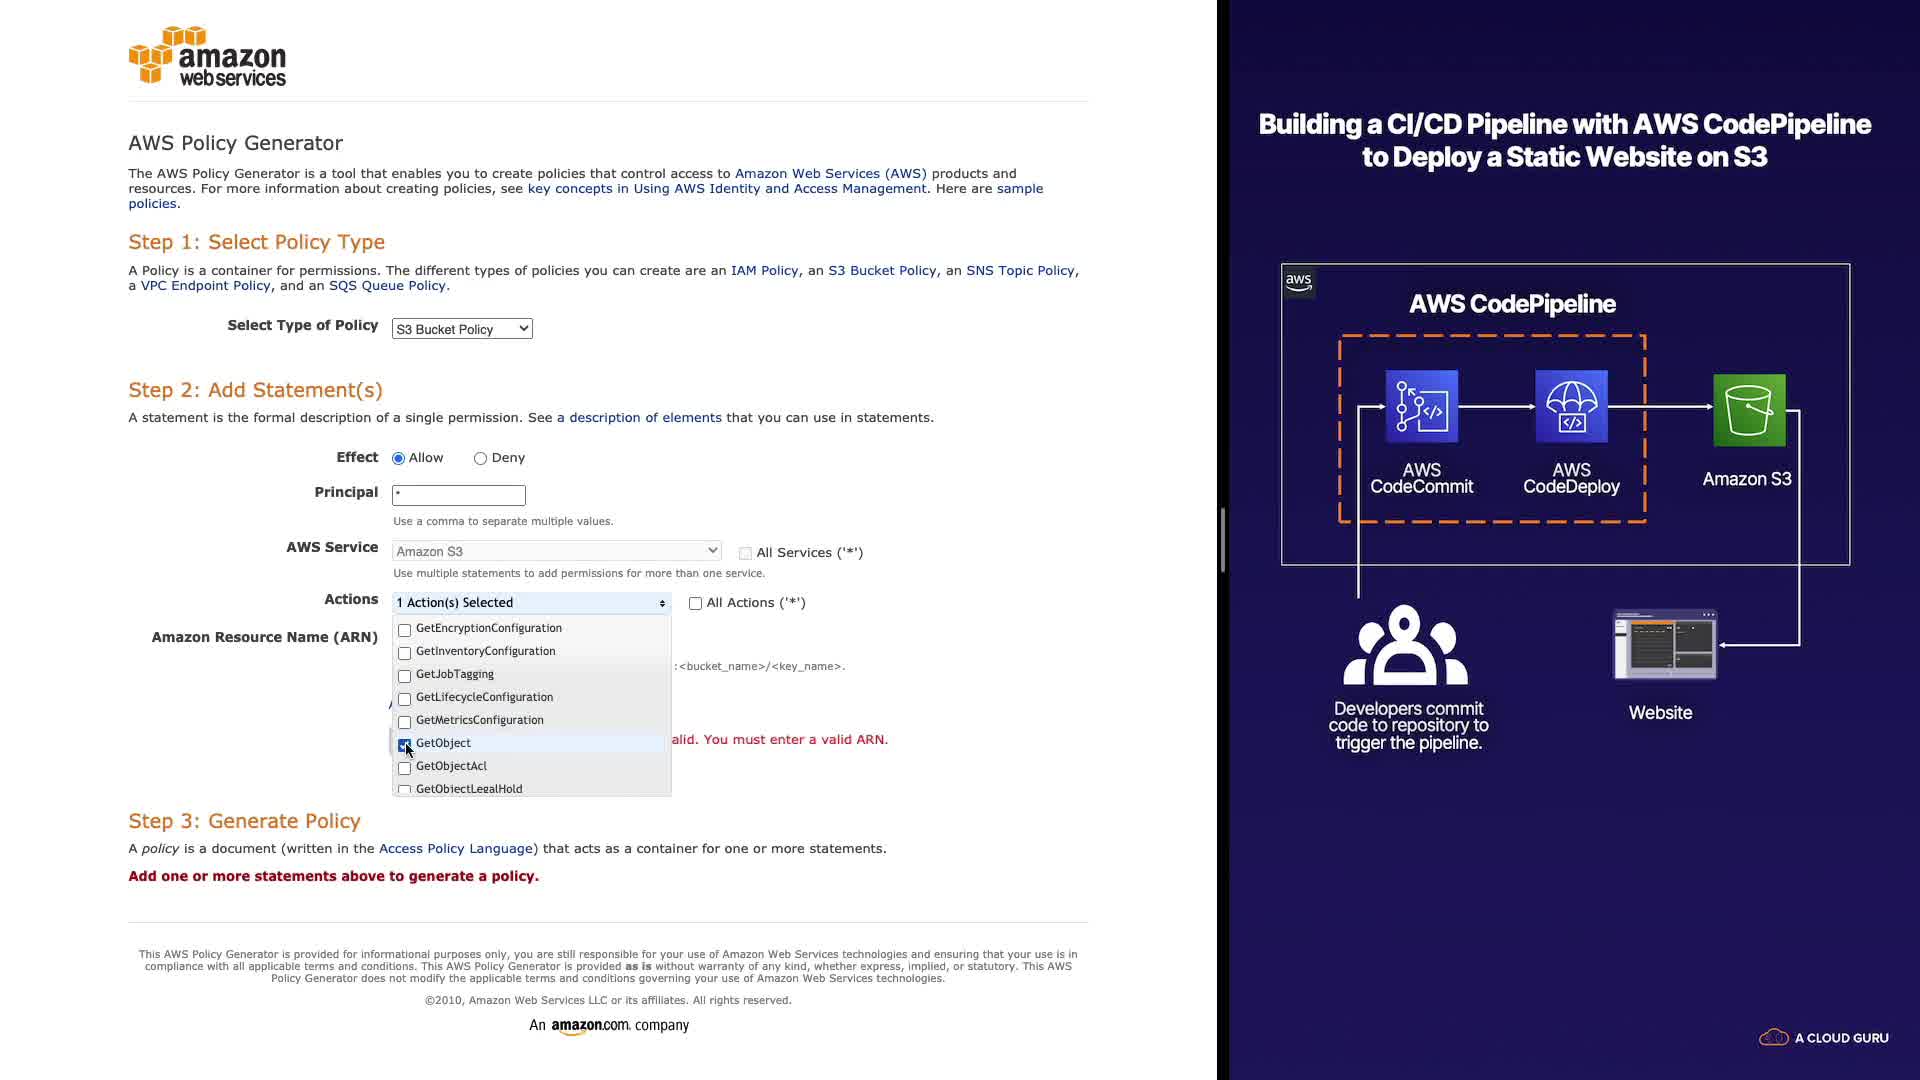 amazon
web services
AWS Policy Generator
The AWS Policy Generator is a tool that enables you to create policies that control access to Amazon Web Services (AWS) products and
resources. For more information about creating policies, see key concepts in Using AWS Identity and Access Management. Here are sample
policies.
Step 1: Select Policy Type
A Policy is a container for permissions. The different types of policies you can create are an IAM Policy, an S3 Bucket Policy, an SNS Topic Policy,
a VPC Endpoint Policy, and an SQS Queue Policy.
Select Type of Policy S3 Bucket Policy
Step 2: Add Statement(s)
A statement is the formal description of a single permission. See a description of elements that you can use in statements.
Effect Allow Deny
Principal *
Use a comma to separate multiple values.
AWS Service Amazon S3 All Services ('*')
Use multiple statements to add permissions for more than one service.
Actions 1 Action(s) Selected All Actions ('*')
GetEncryptionConfiguration
Amazon Resource Name (ARN)
GetInventoryConfiguration
:<bucket_name>/<key_name>.
GetJobTagging
GetLifecycleConfiguration
GetMetricsConfiguration
GetObject alid. You must enter a valid ARN.
GetObjectAcl
GetObjectLegalHold
Step 3: Generate Policy
A policy is a document (written in the Access Policy Language) that acts as a container for one or more statements.
Add one or more statements above to generate a policy.
This AWS Policy Generator is provided for informational purposes only, you are still responsible for your use of Amazon Web Services technologies and ensuring that your use is in
compliance with all applicable terms and conditions. This AWS Policy Generator is provided as is without warranty of any kind, whether express, implied, or statutory. This AWS
Policy Generator does not modify the applicable terms and conditions governing your use of Amazon Web Services technologies.
©2010, Amazon Web Services LLC or its affiliates. All rights reserved.
An amazon.com. company
Building a CI/CD Pipeline with AWS CodePipeline
to Deploy a Static Website on S3
aws
AWS CodePipeline
AWS
CodeCommit
AWS
CodeDeploy
Amazon S3
Developers commit
code to repository to
trigger the pipeline.
Website
A CLOUD GURU